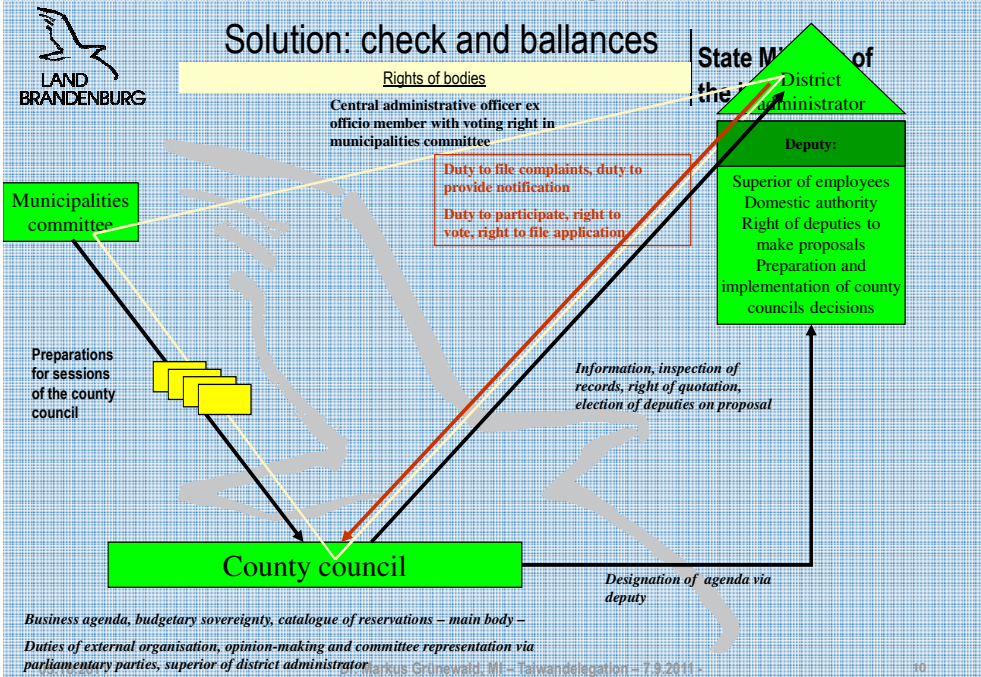 Solution: check and ballances
LAND
BRANDENBURG
Rights of bodies
State M of
the
District
administrator
Central administrative officer ex
officio member with voting right in
municipalities committee
Deputy:
Duty to file complaints, duty to
provide notification
Duty to participate, right to
vote, right to file application
Municipalities
committee
Superior of employees
Domestic authority
Right of deputies to
make proposals
Preparation and
implementation of county
councils decisions
Preparations
for sessions
of the county
council
Information, inspection of
records, right of quotation,
election of deputies on proposal
County council
Designation of agenda via
deputy
Business agenda, budgetary sovereignty, catalogue of reservations – main body –
Duties of external organisation, opinion-making and committee representation via
parliamentary parties, superior of district administrator
Markus Grünewald, MI – Taiwandelegation – 7.9.2011 -
10